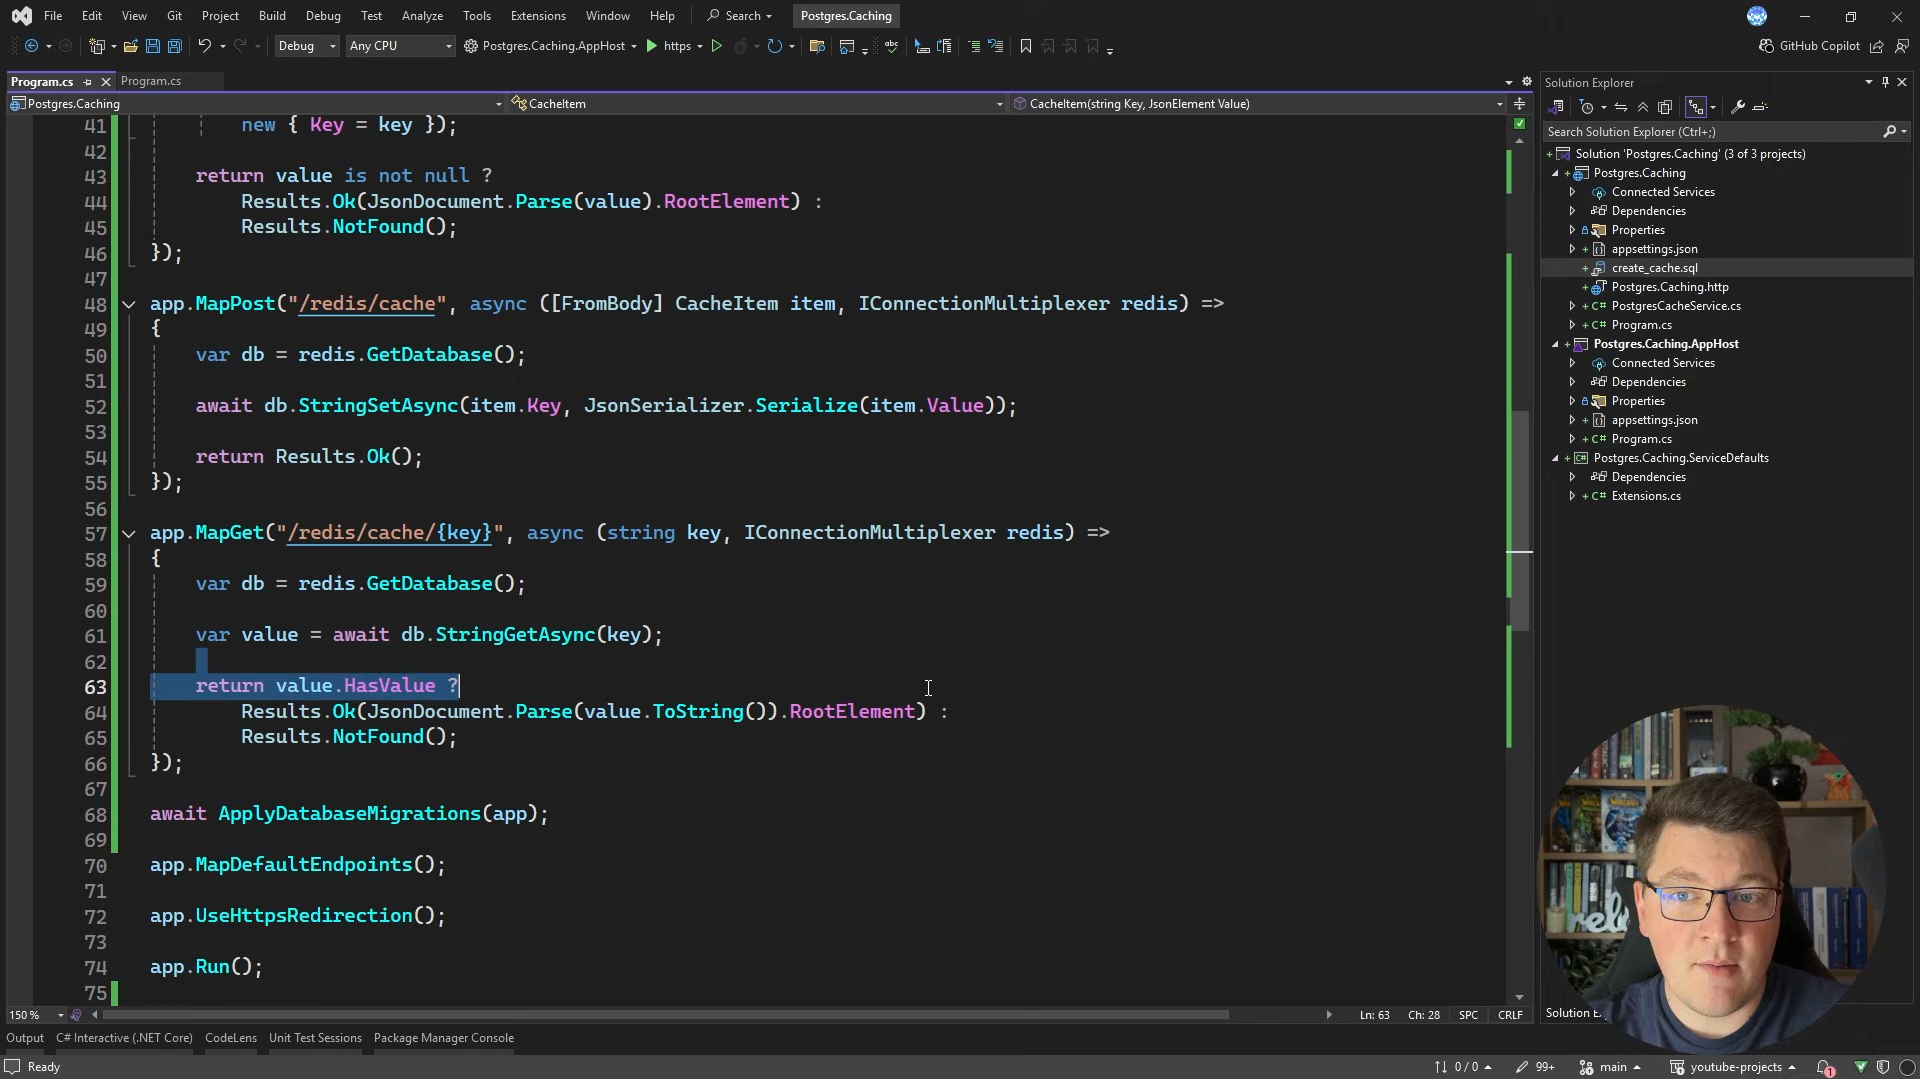 File Edit View Git Project Build Debug Test Analyze Tools Extensions Window Help Search Postgres.Caching
Debug Any CPU Postgres.Caching.AppHost https GitHub Copilot
Program.cs Program.cs
Postgres.Caching CacheItem CacheItem(string Key, JsonElement Value)
41 new { Key = key });
42
43 return value is not null ?
44 Results.Ok(JsonDocument.Parse(value).RootElement) :
45 Results.NotFound();
46 });
47
48 app.MapPost("/redis/cache", async ([FromBody] CacheItem item, IConnectionMultiplexer redis) =>
49 {
50 var db = redis.GetDatabase();
51
52 await db.StringSetAsync(item.Key, JsonSerializer.Serialize(item.Value));
53
54 return Results.Ok();
55 });
56
57 app.MapGet("/redis/cache/{key}", async (string key, IConnectionMultiplexer redis) =>
58 {
59 var db = redis.GetDatabase();
60
61 var value = await db.StringGetAsync(key);
62
63 return value.HasValue ?
64 Results.Ok(JsonDocument.Parse(value.ToString()).RootElement) :
65 Results.NotFound();
66 });
67
68 await ApplyDatabaseMigrations(app);
69
70 app.MapDefaultEndpoints();
71
72 app.UseHttpsRedirection();
73
74 app.Run();
75
150 % Ln: 63 Ch: 28 SPC CRLF
Solution Explorer
Search Solution Explorer (Ctrl+;)
Solution 'Postgres.Caching' (3 of 3 projects)
Postgres.Caching
Connected Services
Dependencies
Properties
appsettings.json
create_cache.sql
Postgres.Caching.http
PostgresCacheService.cs
Program.cs
Postgres.Caching.AppHost
Connected Services
Dependencies
Properties
appsettings.json
Program.cs
Postgres.Caching.ServiceDefaults
Dependencies
Extensions.cs
Solution
Output C# Interactive (.NET Core) CodeLens Unit Test Sessions Package Manager Console
Ready 0 / 0 99+ main youtube-projects 1